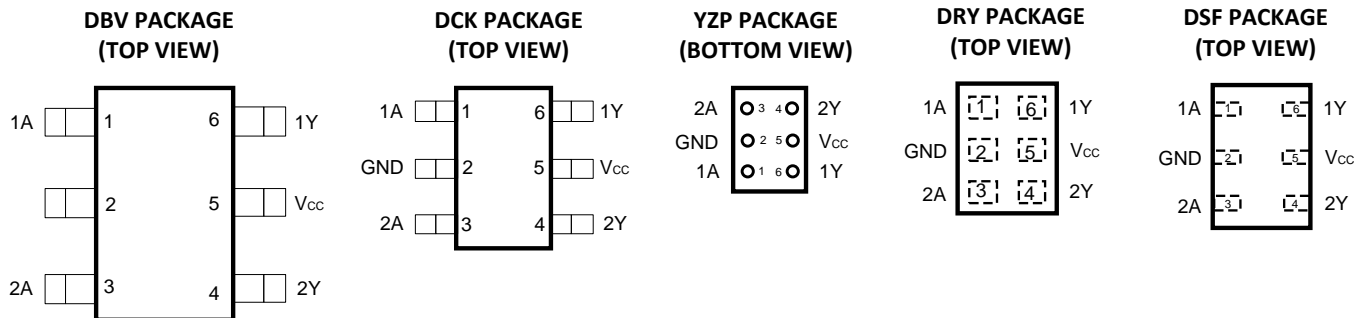 DBV PACKAGE
(TOP VIEW)
1A 1 6 1Y
2 5 VCC
2A 3 4 2Y
DCK PACKAGE
(TOP VIEW)
1A 1 6 1Y
GND 2 5 VCC
2A 3 4 2Y
YZP PACKAGE
(BOTTOM VIEW)
2A 3 4 2Y
GND 2 5 VCC
1A 1 6 1Y
DRY PACKAGE
(TOP VIEW)
1A 1 6 1Y
GND 2 5 VCC
2A 3 4 2Y
DSF PACKAGE
(TOP VIEW)
1A 1 6 1Y
GND 2 5 VCC
2A 3 4 2Y